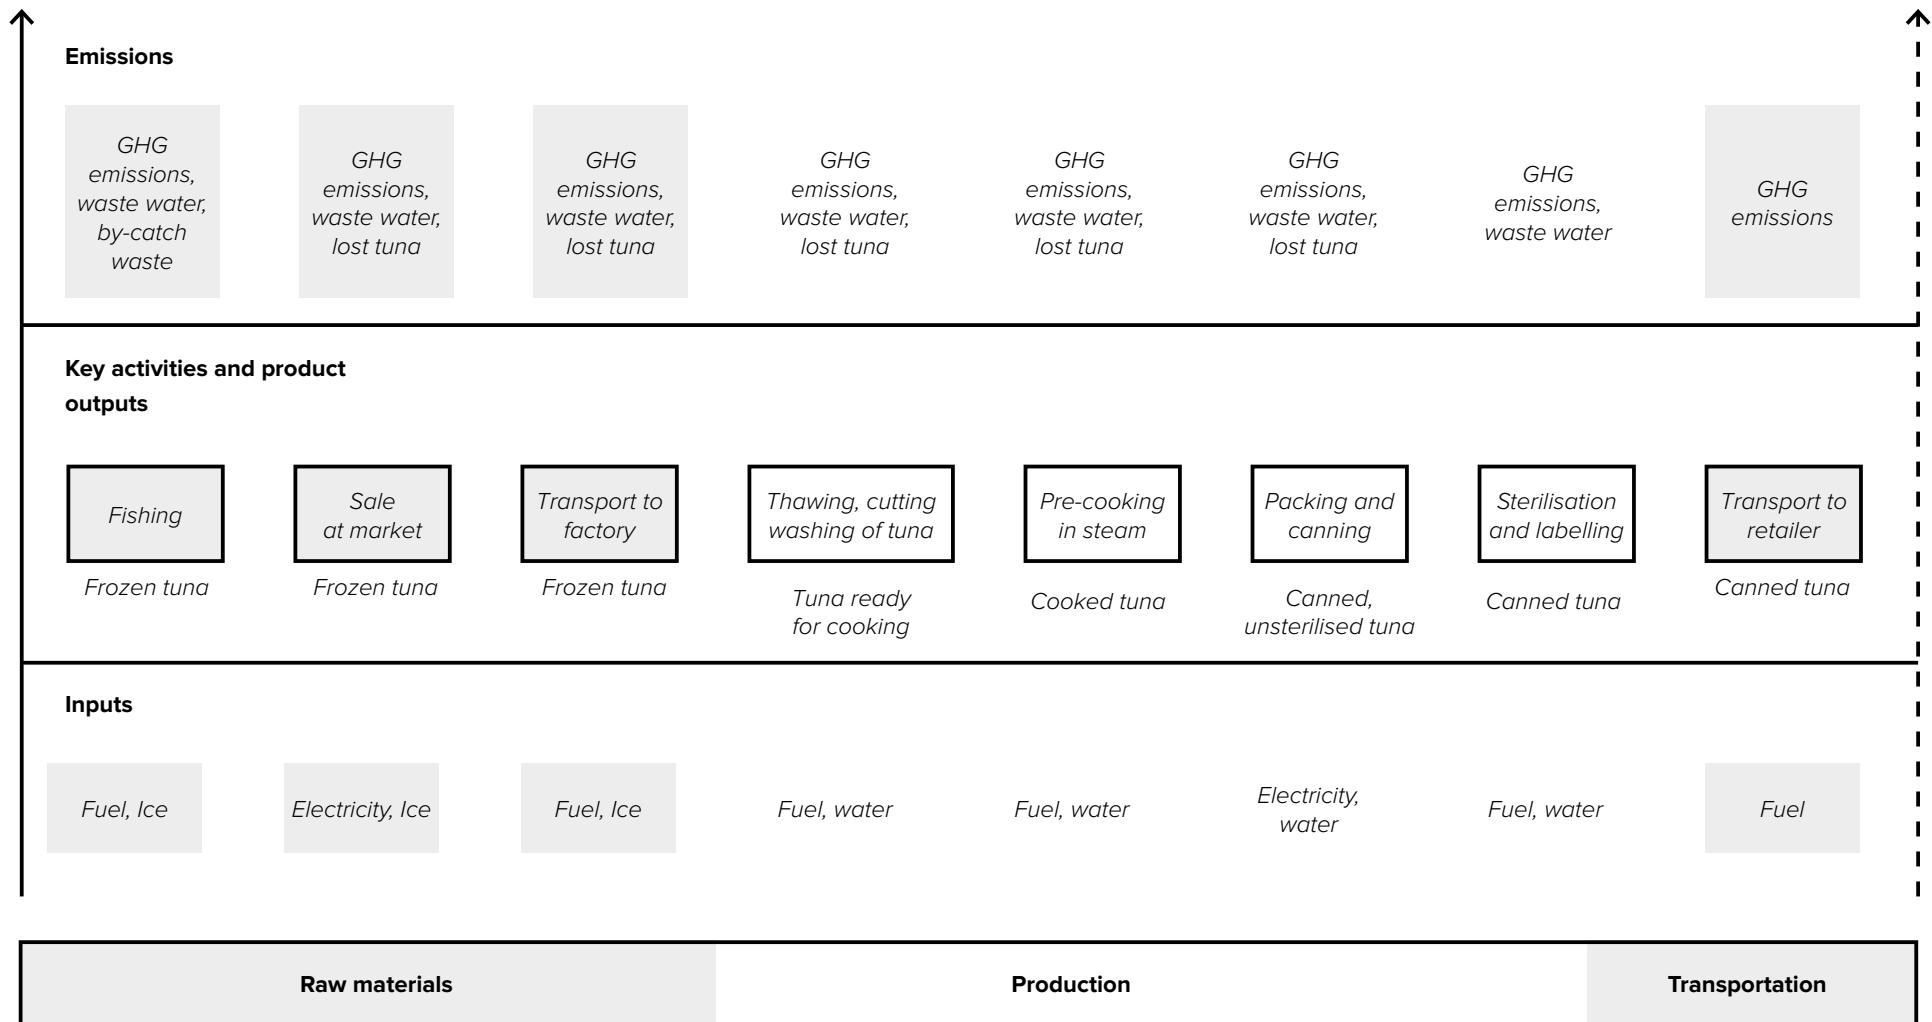 Emissions
GHG
emissions,
waste water,
by-catch
waste
GHG
emissions,
waste water,
lost tuna
GHG
emissions,
waste water,
lost tuna
GHG
emissions,
waste water,
lost tuna
GHG
emissions,
waste water,
lost tuna
GHG
emissions,
waste water,
lost tuna
GHG
emissions,
waste water
GHG
emissions
Key activities and product
outputs
Fishing
Sale
at market
Transport to
factory
Thawing, cutting
washing of tuna
Pre-cooking
in steam
Packing and
canning
Sterilisation
and labelling
Transport to
retailer
Frozen tuna
Frozen tuna
Frozen tuna
Tuna ready
for cooking
Cooked tuna
Canned,
unsterilised tuna
Canned tuna
Canned tuna
Inputs
Fuel, Ice
Electricity, Ice
Fuel, Ice
Fuel, water
Fuel, water
Electricity,
water
Fuel, water
Fuel
Raw materials
Production
Transportation